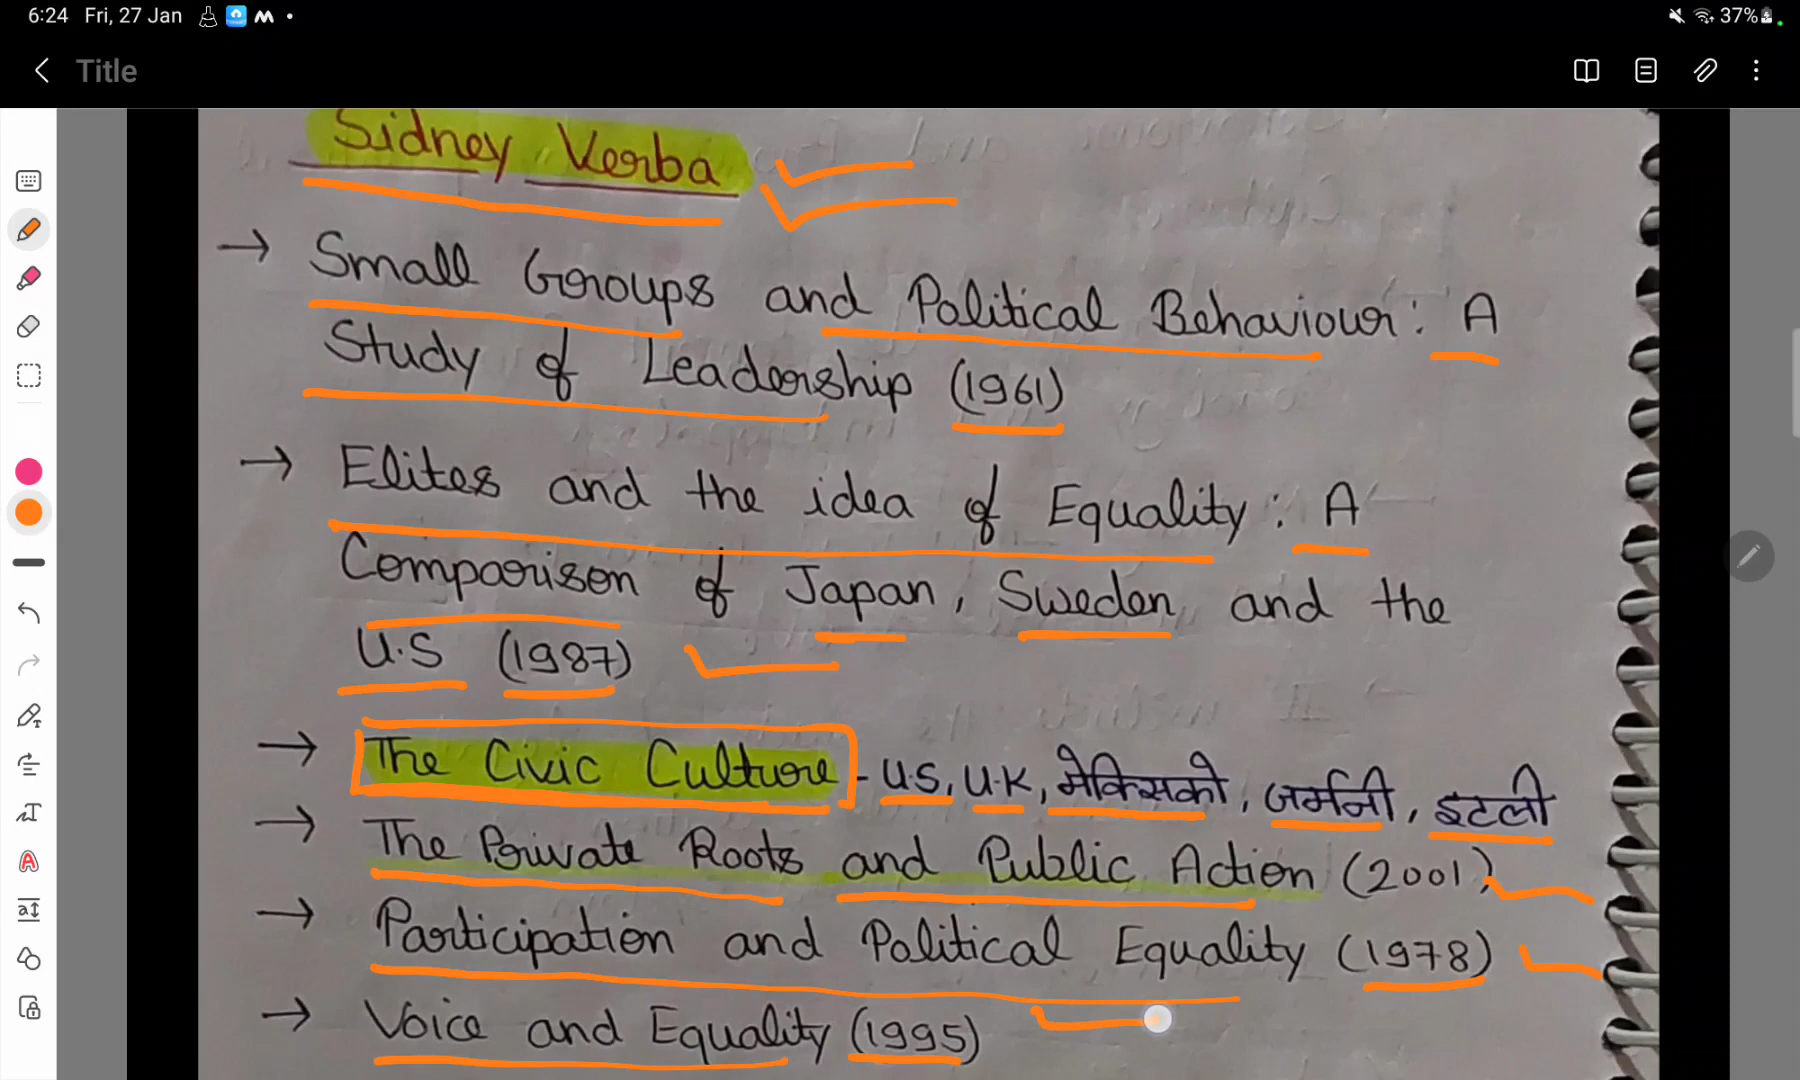 6:24 Fri, 27 Jan
37%
Title
Sidney Verba
→ Small Groups and Political Behaviour: A
Study of Leadership (1961)
→ Elites and the idea of Equality: A
Comparison of Japan, Sweden and the
U.S (1987)
→ The Civic Culture - U.S, U.K, मेक्सिको, जर्मनी, इटली
→ The Private Roots and Public Action (2001)
→ Participation and Political Equality (1978)
→ Voice and Equality (1995)